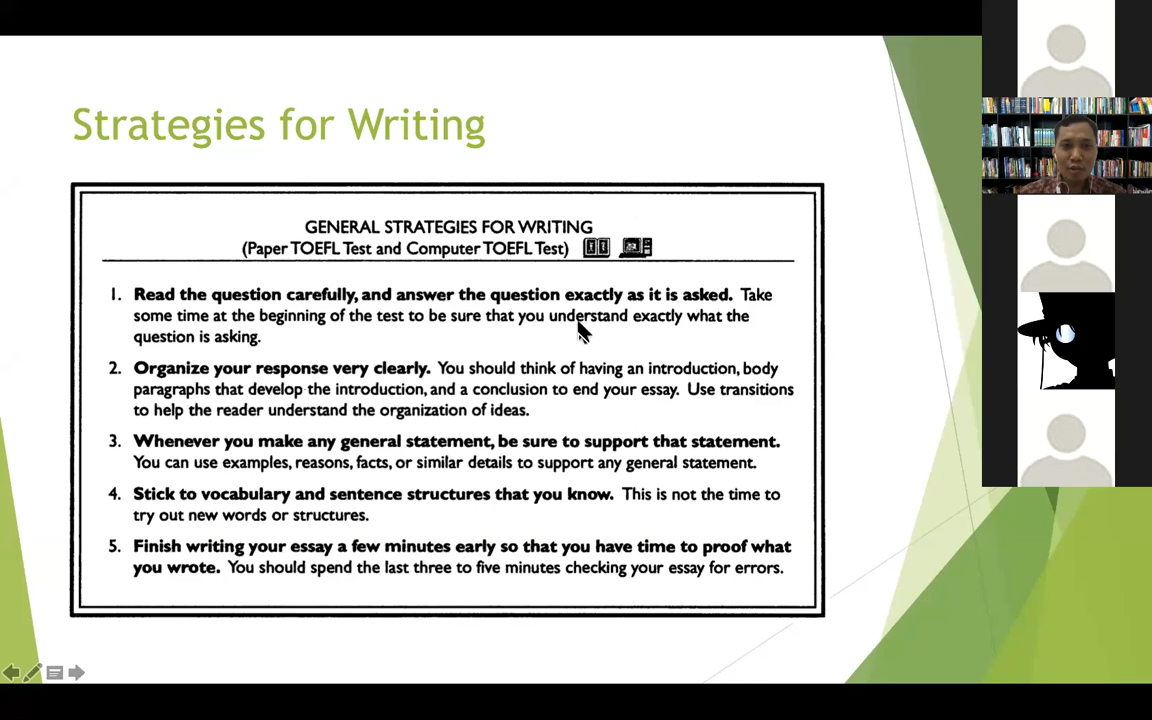 Strategies for Writing
GENERAL STRATEGIES FOR WRITING
(Paper TOEFL Test and Computer TOEFL Test)
1. Read the question carefully, and answer the question exactly as it is asked. Take
some time at the beginning of the test to be sure that you understand exactly what the
question is asking.
2. Organize your response very clearly. You should think of having an introduction, body
paragraphs that develop the introduction, and a conclusion to end your essay. Use transitions
to help the reader understand the organization of ideas.
3. Whenever you make any general statement, be sure to support that statement.
You can use examples, reasons, facts, or similar details to support any general statement.
4. Stick to vocabulary and sentence structures that you know. This is not the time to
try out new words or structures.
5. Finish writing your essay a few minutes early so that you have time to proof what
you wrote. You should spend the last three to five minutes checking your essay for errors.